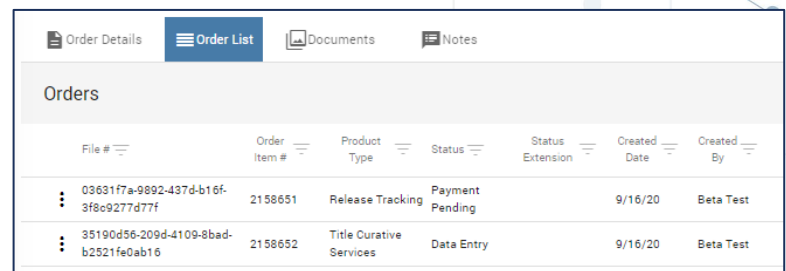 Order Details Order List Documents Notes
Orders
File # Order Item # Product Type Status Status Extension Created Date Created By
03631f7a-9892-437d-b16f-3f8c9277d77f 2158651 Release Tracking Payment Pending 9/16/20 Beta Test
35190d56-209d-4109-8bad-b2521fe0ab16 2158652 Title Curative Services Data Entry 9/16/20 Beta Test